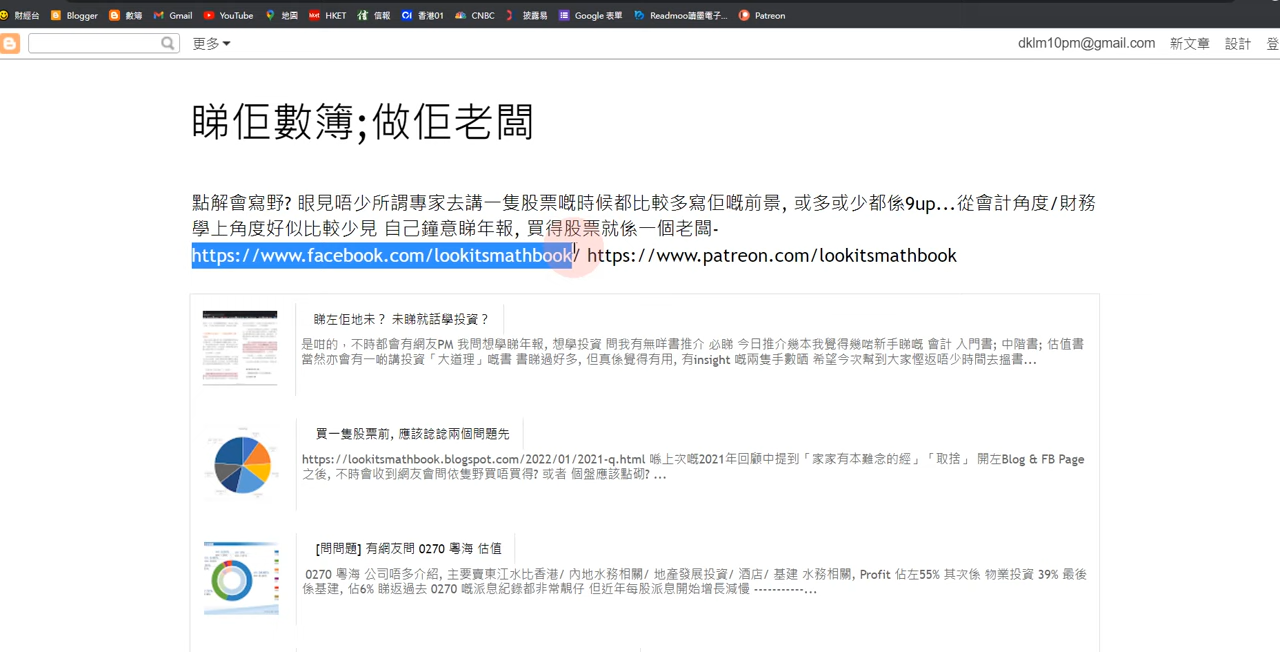 財經台 Blogger 數簿 Gmail YouTube 地圖 HKET 信報 香港01 CNBC 披露易 Google 表單 Readmoo讀墨電子... Patreon
更多 dklm10pm@gmail.com 新文章 設計 登
睇佢數簿;做佢老闆
點解會寫野? 眼見唔少所謂專家去講一隻股票嘅時候都比較多寫佢嘅前景, 或多或少都係9up...從會計角度/財務
學上角度好似比較少見 自己鐘意睇年報, 買得股票就係一個老闆-
https://www.facebook.com/lookitsmathbook/ https://www.patreon.com/lookitsmathbook
睇左佢地未？ 未睇就話學投資？
是咁的，不時都會有網友PM 我問想學睇年報, 想學投資 問我有無咩書推介 必睇 今日推介幾本我覺得幾啱新手睇嘅 會計 入門書; 中階書; 估值書
當然亦會有一啲講投資「大道理」嘅書 書睇過好多, 但真係覺得有用, 有insight 嘅兩隻手數晒 希望今次幫到大家慳返唔少時間去搵書...
買一隻股票前, 應該諗諗兩個問題先
https://lookitsmathbook.blogspot.com/2022/01/2021-q.html 喺上次嘅2021年回顧中提到「家家有本難念的經」「取捨」 開左Blog & FB Page
之後, 不時會收到網友會問依隻野買唔買得? 或者 個盤應該點砌? ...
[問問題] 有網友問 0270 粵海 估值
0270 粵海 公司唔多介紹, 主要賣東江水比香港/ 內地水務相關/ 地產發展投資/ 酒店/ 基建 水務相關, Profit 佔左55% 其次係 物業投資 39% 最後
係基建, 佔6% 睇返過去 0270 嘅派息紀錄都非常靚仔 但近年每股派息開始增長減慢 -----------...